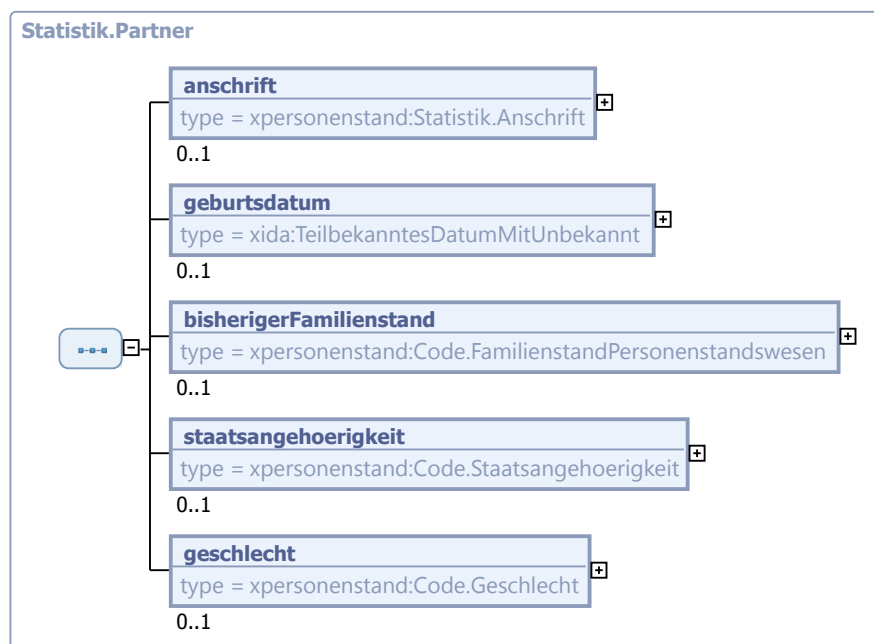 Statistik.Partner
anschrift
type = xpersonenstand:Statistik.Anschrift
0..1
geburtsdatum
type = xida:TeilbekanntesDatumMitUnbekannt
0..1
bisherigerFamilienstand
type = xpersonenstand:Code.FamilienstandPersonenstandswesen
0..1
staatsangehoerigkeit
type = xpersonenstand:Code.Staatsangehoerigkeit
0..1
geschlecht
type = xpersonenstand:Code.Geschlecht
0..1